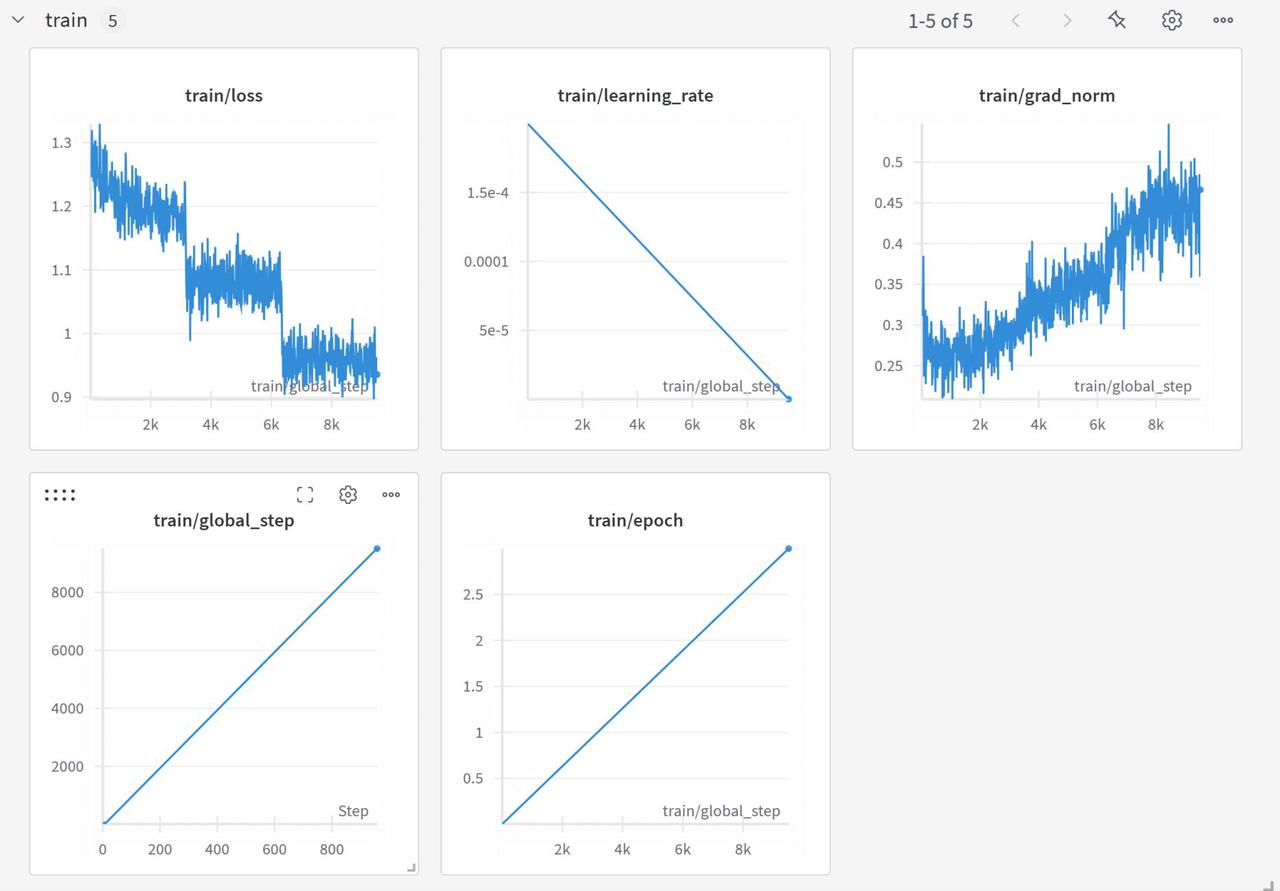 train 5
1-5 of 5
train/loss
1.3
1.2
1.1
1
0.9
train/global_step
2k 4k 6k 8k
train/learning_rate
1.5e-4
0.0001
5e-5
train/global_step
2k 4k 6k 8k
train/grad_norm
0.5
0.45
0.4
0.35
0.3
0.25
train/global_step
2k 4k 6k 8k
train/global_step
8000
6000
4000
2000
Step
0 200 400 600 800
train/epoch
2.5
2
1.5
1
0.5
train/global_step
2k 4k 6k 8k